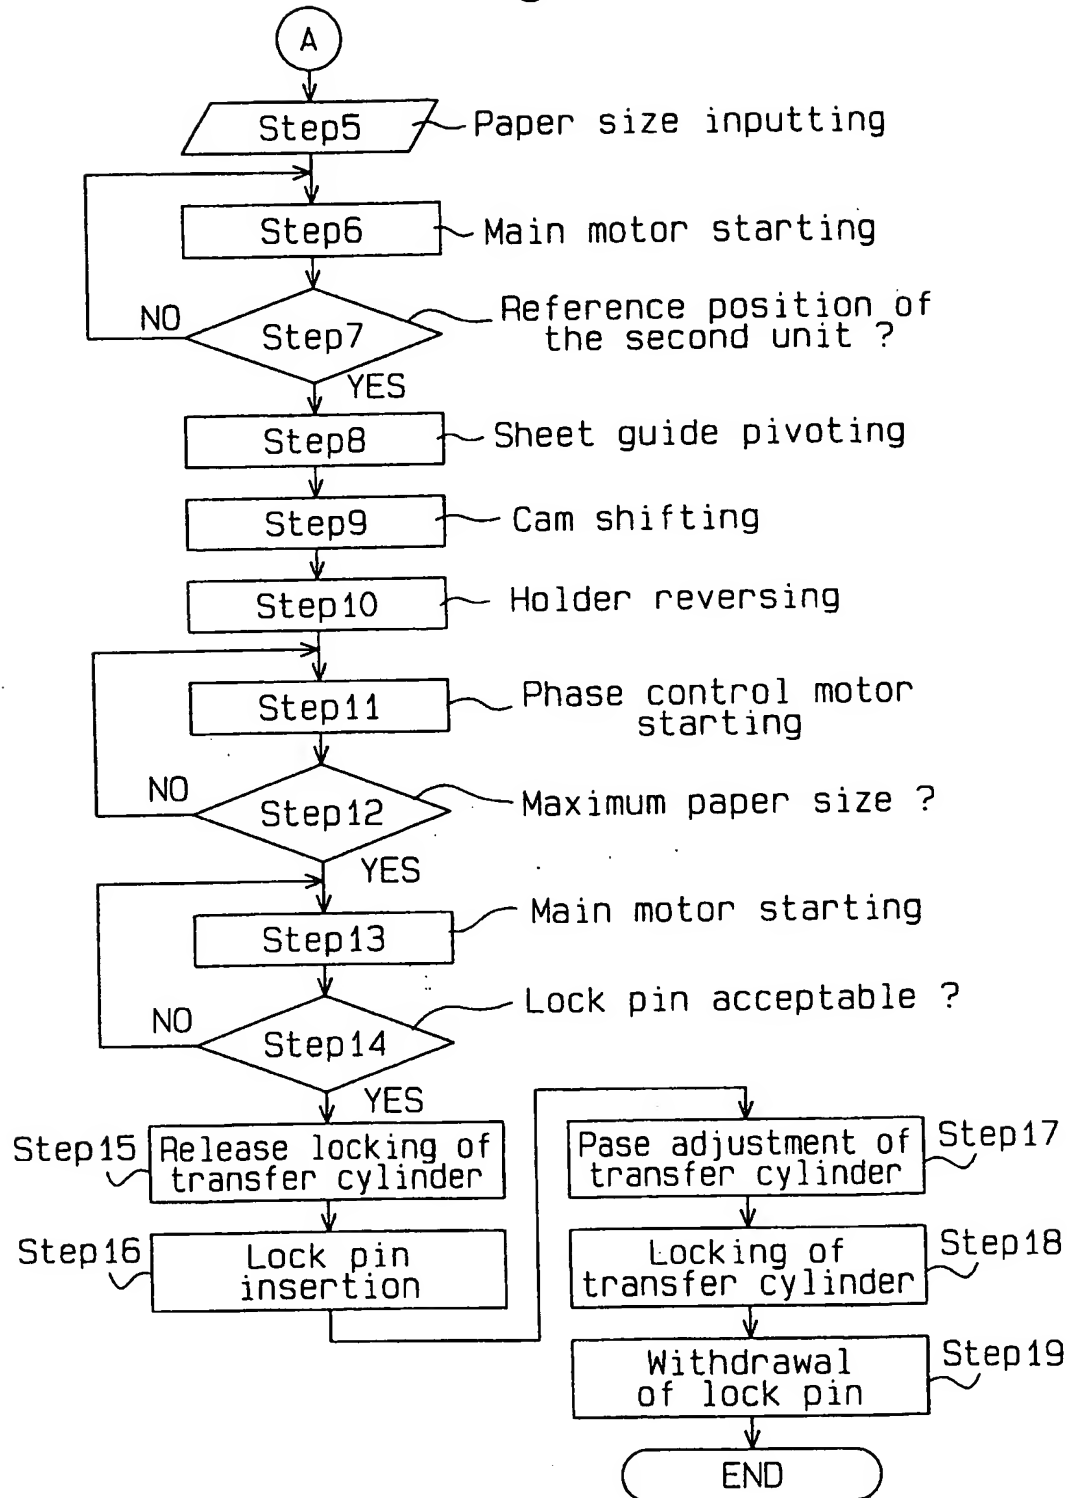 A
Step5
Paper size inputting
Step6
Main motor starting
NO
Step7
Reference position of
the second unit ?
YES
Step8
Sheet guide pivoting
Step9
Cam shifting
Step10
Holder reversing
Step11
Phase control motor
starting
NO
Step12
Maximum paper size ?
YES
Step13
Main motor starting
NO
Step14
Lock pin acceptable ?
YES
Step15
Release locking of
transfer cylinder
Step16
Lock pin
insertion
Pase adjustment of
transfer cylinder
Step17
Locking of
transfer cylinder
Step18
Withdrawal
of lock pin
Step19
END